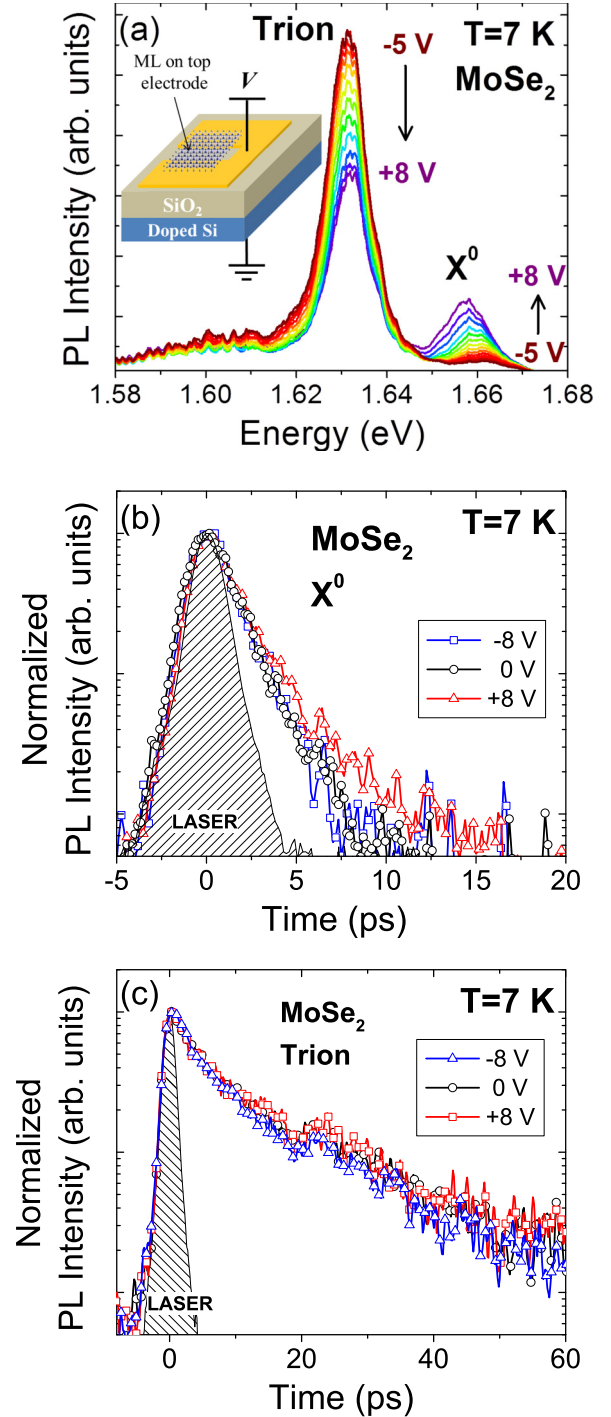 (a)
Trion
T=7 K
MoSe₂
-5 V
+8 V
ML on top
electrode
V
SiO₂
Doped Si
X⁰
+8 V
-5 V
PL Intensity (arb. units)
1.58 1.60 1.62 1.64 1.66 1.68
Energy (eV)
(b)
T=7 K
MoSe₂
X⁰
-8 V
0 V
+8 V
LASER
Normalized
PL Intensity (arb. units)
-5 0 5 10 15 20
Time (ps)
(c)
T=7 K
MoSe₂
Trion
-8 V
0 V
+8 V
LASER
Normalized
PL Intensity (arb. units)
0 20 40 60
Time (ps)